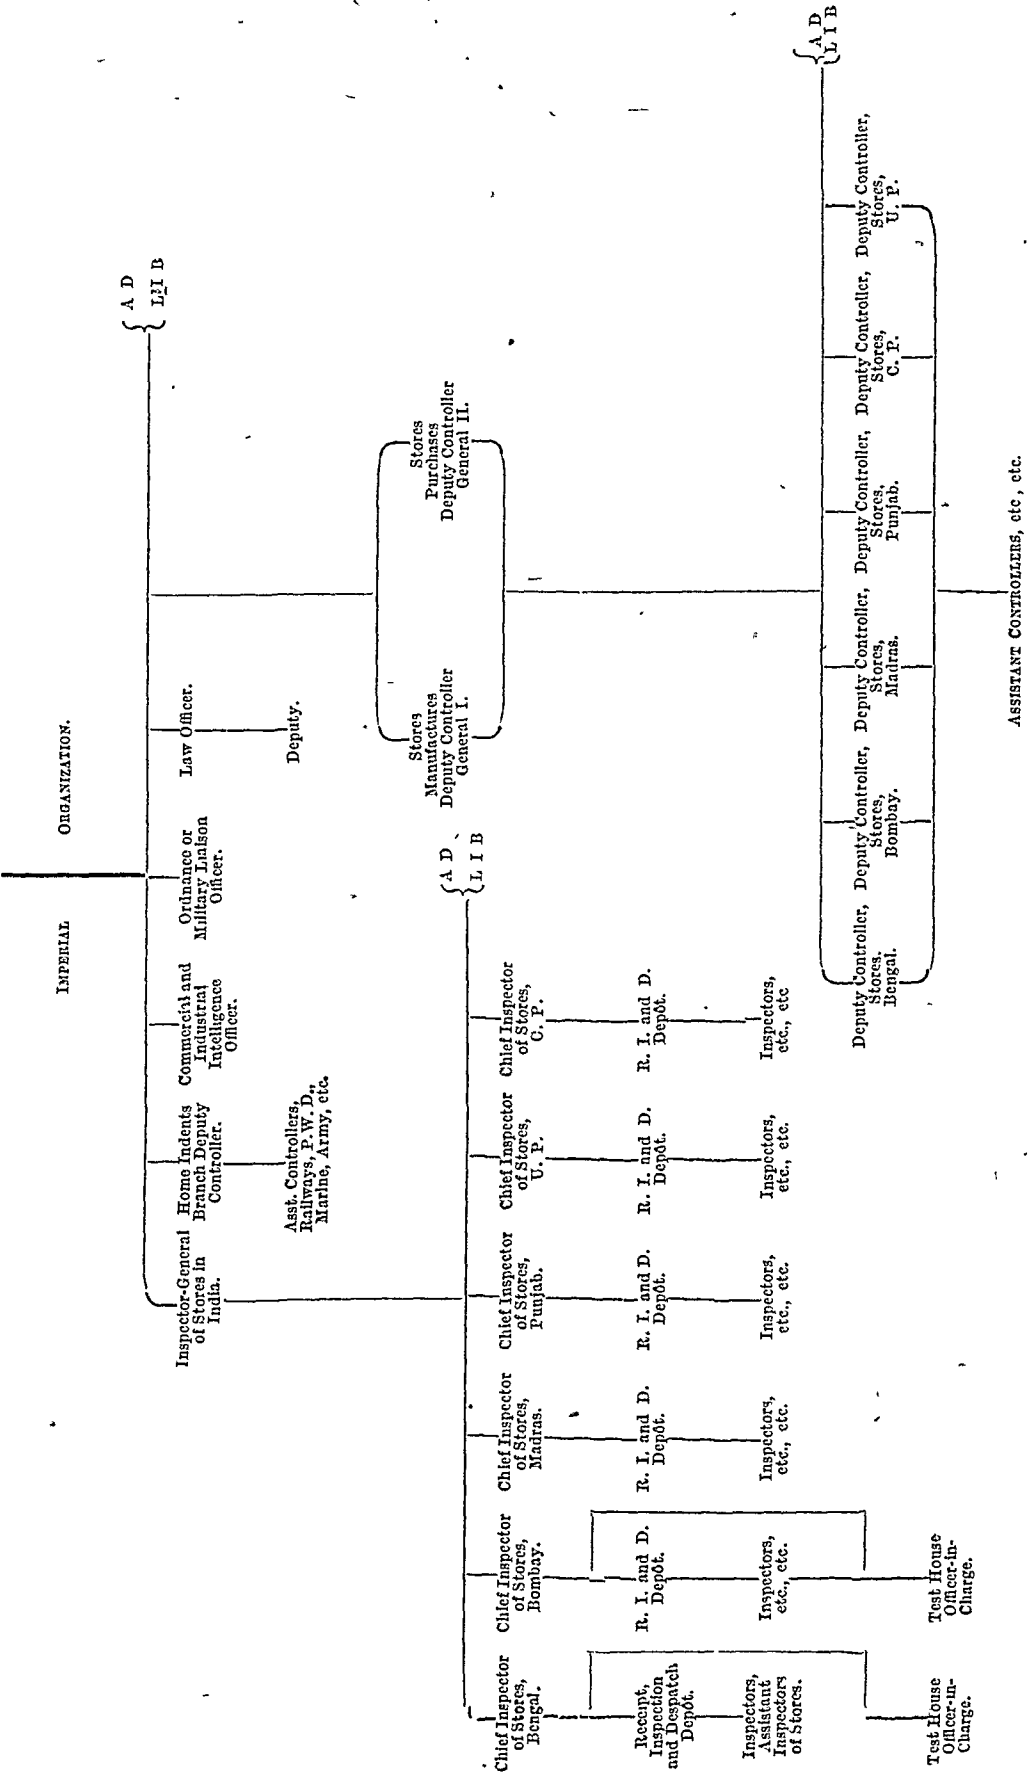 IMPERIAL ORGANIZATION.
Inspector-General
of Stores in
India.
Home Indents
Branch Deputy
Controller.
Commercial and
Industrial
Intelligence
Officer.
Ordnance or
Military Liaison
Officer.
Law Officer.
A D
L I B
Asst. Controllers,
Railways, P. W. D.,
Marine, Army, etc.
Deputy.
Stores
Manufactures
Deputy Controller
General I.
Stores
Purchases
Deputy Controller
General II.
A D
L I B
Chief Inspector
of Stores,
Bengal.
Chief Inspector
of Stores,
Bombay.
Chief Inspector
of Stores,
Madras.
Chief Inspector
of Stores,
Punjab.
Chief Inspector
of Stores,
U. P.
Chief Inspector
of Stores,
C. P.
Receipt,
Inspection
and Despatch
Depôt.
R. I. and D.
Depôt.
R. I. and D.
Depôt.
R. I. and D.
Depôt.
R. I. and D.
Depôt.
R. I. and D.
Depôt.
Inspectors,
Assistant
Inspectors
of Stores.
Inspectors,
etc., etc.
Inspectors,
etc., etc.
Inspectors,
etc., etc.
Inspectors,
etc., etc.
Inspectors,
etc., etc
Test House
Officer-in-
Charge.
Test House
Officer-in-
Charge.
A D
L I B
Deputy Controller,
Stores.
Bengal.
Deputy Controller,
Stores,
Bombay.
Deputy Controller,
Stores,
Madras.
Deputy Controller,
Stores,
Punjab.
Deputy Controller,
Stores,
C. P.
Deputy Controller,
Stores,
U. P.
ASSISTANT CONTROLLERS, etc, etc.